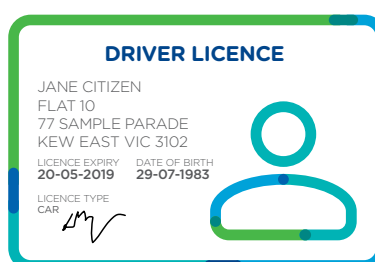 DRIVER LICENCE
JANE CITIZEN
FLAT 10
77 SAMPLE PARADE
KEW EAST VIC 3102
LICENCE EXPIRY DATE OF BIRTH
20-05-2019 29-07-1983
LICENCE TYPE
CAR